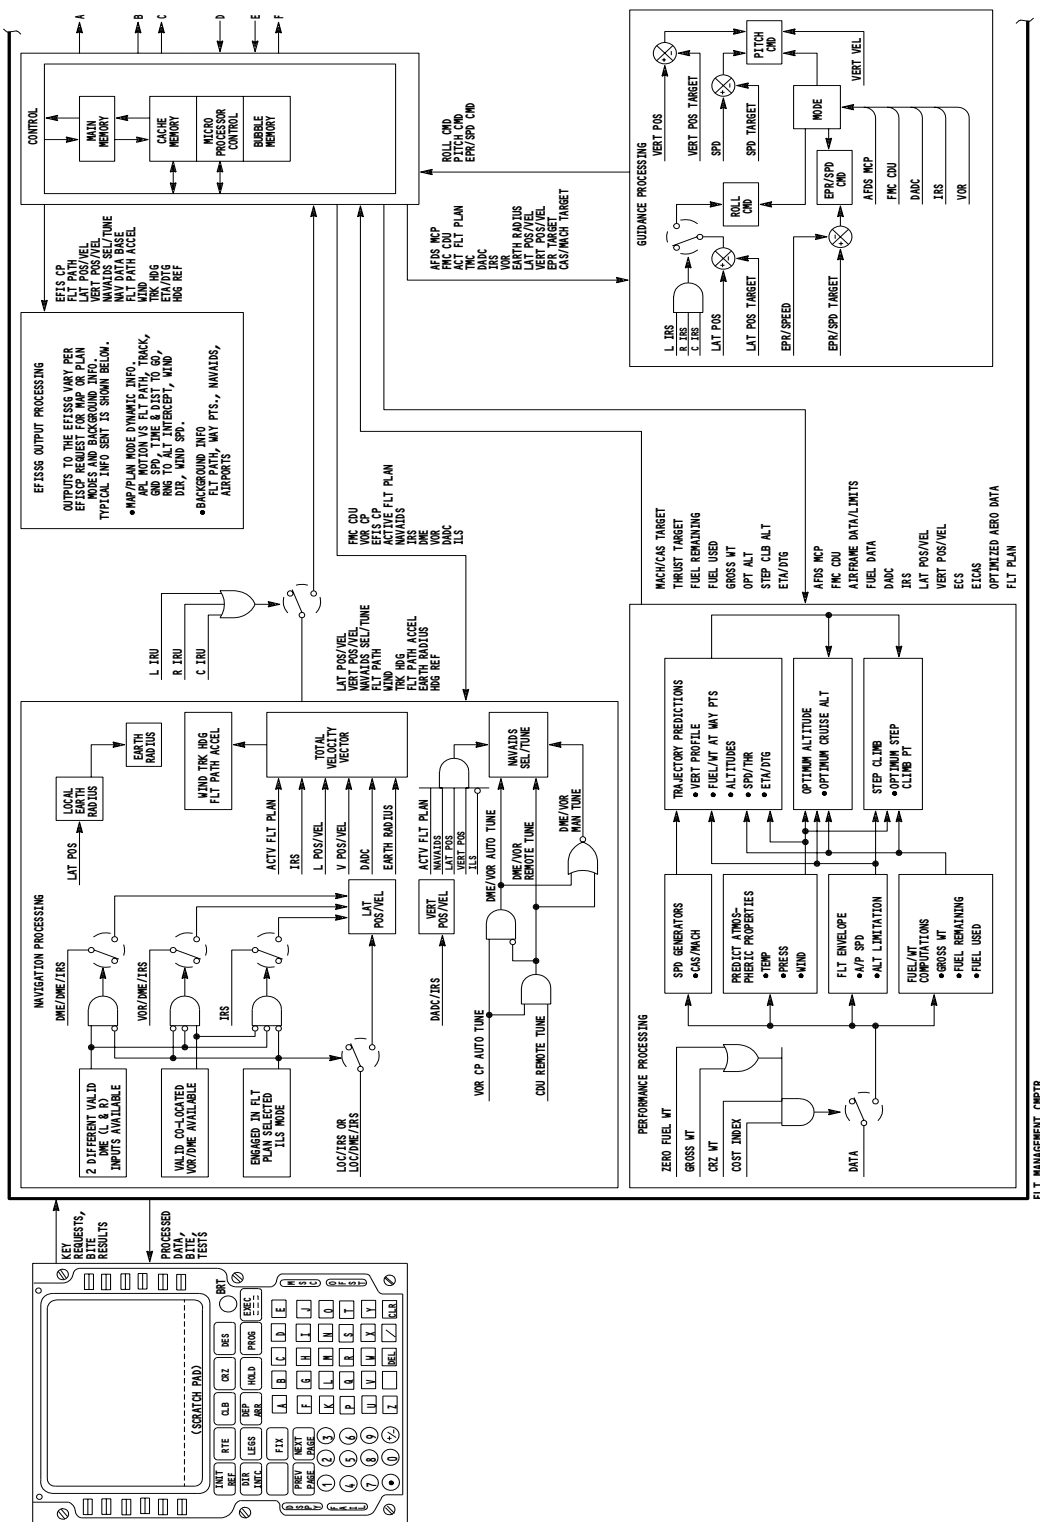 KEY
REQUESTS,
BITE
RESULTS
PROCESSED
DATA,
BITE,
TESTS
(SCRATCH PAD)
BRT
INIT
REF
RTE
CLB
CRZ
DES
DIR
INTC
LEGS
DEP
ARR
HOLD
PROG
EXEC
FIX
PREV
PAGE
NEXT
PAGE
A B C D E
F G H I J
K L M N O
P Q R S T
U V W X Y
Z DEL / CLR
1 2 3
4 5 6
7 8 9
• 0 +/-
DSPY
FAIL
MSG
OFST
NAVIGATION PROCESSING
2 DIFFERENT VALID
DME (L & R)
INPUTS AVAILABLE
VALID CO-LOCATED
VOR/DME AVAILABLE
ENGAGED IN FLT
PLAN SELECTED
ILS MODE
DME/DME/IRS
VOR/DME/IRS
IRS
LOC/IRS OR
LOC/DME/IRS
LAT
POS/VEL
LAT POS
LOCAL
EARTH
RADIUS
EARTH
RADIUS
WIND TRK HDG
FLT PATH ACCEL
ACTV FLT PLAN
IRS
L POS/VEL
V POS/VEL
DADC
EARTH RADIUS
TOTAL
VELOCITY
VECTOR
DADC/IRS
VERT
POS/VEL
ACTV FLT PLAN
NAVAIDS
LAT POS
VERT POS
ILS
NAVAIDS
SEL/TUNE
VOR CP AUTO TUNE
CDU REMOTE TUNE
DME/VOR AUTO TUNE
DME/VOR
REMOTE TUNE
DME/VOR
MAN TUNE
L IRU
R IRU
C IRU
LAT POS/VEL
VERT POS/VEL
NAVAIDS SEL/TUNE
FLT PATH
WIND
TRK HDG
FLT PATH ACCEL
EARTH RADIUS
HDG REF
FMC CDU
VOR CP
EFIS CP
ACTIVE FLT PLAN
NAVAIDS
IRS
DME
VOR
DADC
ILS
EFISSG OUTPUT PROCESSING
OUTPUTS TO THE EFISSG VARY PER
EFISCP REQUEST FOR MAP OR PLAN
MODES AND BACKGROUND INFO.
TYPICAL INFO SENT IS SHOWN BELOW.
• MAP/PLAN MODE DYNAMIC INFO.
APL MOTION VS FLT PATH, TRACK,
GND SPD, TIME & DIST TO GO,
RNG TO ALT INTERCEPT, WIND
DIR, WIND SPD.
• BACKGROUND INFO
FLT PATH, WAY PTS., NAVAIDS,
AIRPORTS
EFIS CP
FLT PATH
LAT POS/VEL
VERT POS/VEL
NAVAIDS SEL/TUNE
NAV DATA BASE
FLT PATH ACCEL
WIND
TRK HDG
ETA/DTG
HDG REF
CONTROL
MAIN
MEMORY
CACHE
MEMORY
MICRO
PROCESSOR
CONTROL
BUBBLE
MEMORY
A
B
C
D
E
F
ROLL CMD
PITCH CMD
EPR/SPD CMD
AFDS MCP
FMC CDU
ACT FLT PLAN
TMC
DADC
IRS
VOR
EARTH RADIUS
LAT POS/VEL
VERT POS/VEL
EPR TARGET
CAS/MACH TARGET
GUIDANCE PROCESSING
L IRS
R IRS
C IRS
LAT POS
LAT POS TARGET
ROLL
CMD
EPR/SPEED
EPR/SPD TARGET
EPR/SPD
CMD
VERT POS
VERT POS TARGET
SPD
SPD TARGET
PITCH
CMD
VERT VEL
MODE
AFDS MCP
FMC CDU
DADC
IRS
VOR
PERFORMANCE PROCESSING
ZERO FUEL WT
GROSS WT
CRZ WT
COST INDEX
DATA
SPD GENERATORS
• CAS/MACH
PREDICT ATMOS-
PHERIC PROPERTIES
• TEMP
• PRESS
• WIND
FLT ENVELOPE
• A/P SPD
• ALT LIMITATION
FUEL/WT
COMPUTATIONS
• GROSS WT
• FUEL REMAINING
• FUEL USED
TRAJECTORY PREDICTIONS
• VERT PROFILE
• FUEL/WT AT WAY PTS
• ALTITUDES
• SPD/THR
• ETA/DTG
OPTIMUM ALTITUDE
• OPTIMUM CRUISE ALT
STEP CLIMB
• OPTIMUM STEP
CLIMB PT
MACH/CAS TARGET
THRUST TARGET
FUEL REMAINING
FUEL USED
GROSS WT
OPT ALT
STEP CLB ALT
ETA/DTG
AFDS MCP
FMC CDU
AIRFRAME DATA/LIMITS
FUEL DATA
DADC
IRS
LAT POS/VEL
VERT POS/VEL
ECS
EICAS
OPTIMIZED AERO DATA
FLT PLAN
FLT MANAGEMENT CMPTR